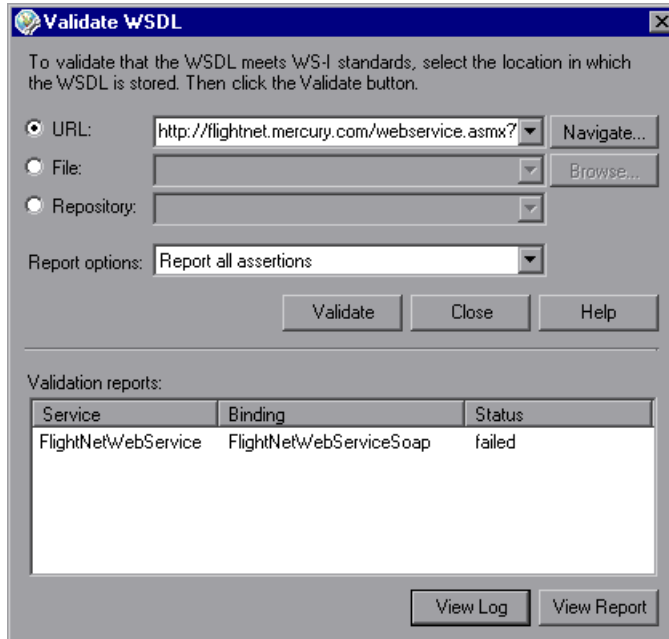 Validate WSDL
To validate that the WSDL meets WS-I standards, select the location in which
the WSDL is stored. Then click the Validate button.
URL: http://flightnet.mercury.com/webservice.asmx? Navigate...
File: Browse...
Repository:
Report options: Report all assertions
Validate Close Help
Validation reports:
Service Binding Status
FlightNetWebService FlightNetWebServiceSoap failed
View Log View Report